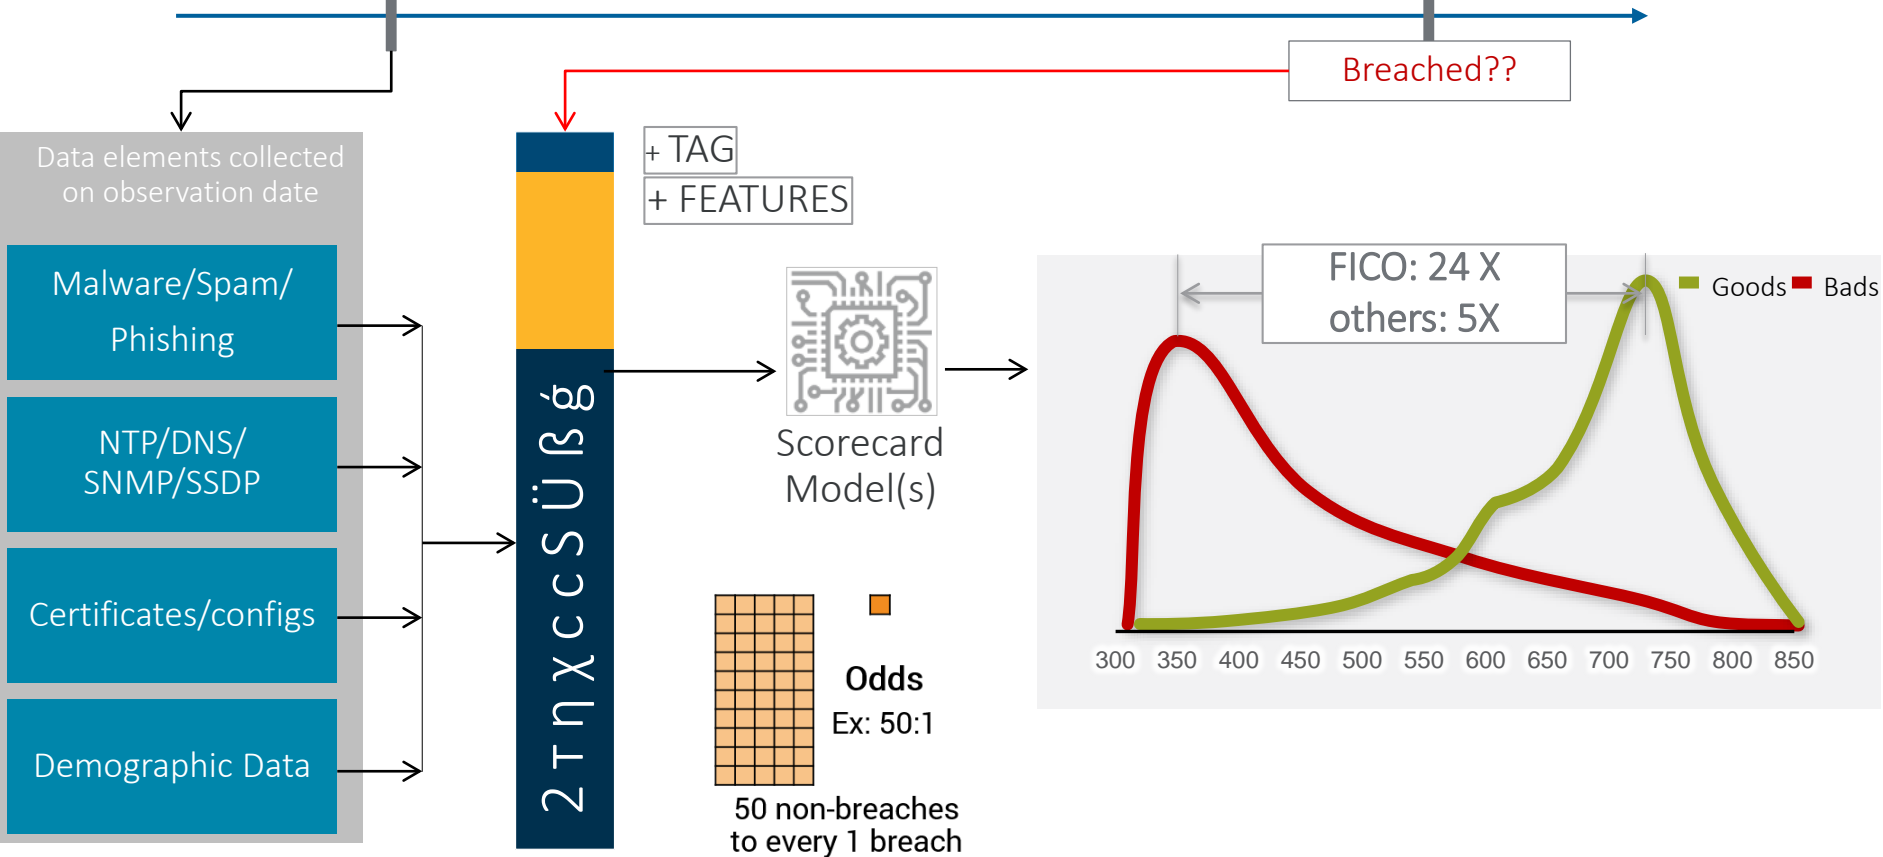 Breached??
Data elements collected
on observation date
+ TAG
+ FEATURES
Malware/Spam/
Phishing
NTP/DNS/
SNMP/SSDP
Certificates/configs
Demographic Data
2 τ η χ c c S Ü ß ǵ
Scorecard
Model(s)
Odds
Ex: 50:1
50 non-breaches
to every 1 breach
FICO: 24 X
others: 5X
Goods
Bads
300 350 400 450 500 550 600 650 700 750 800 850